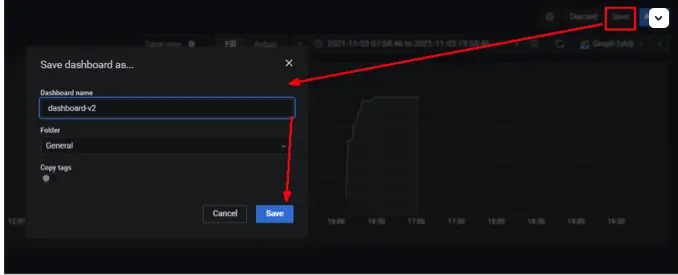 Discard Save
Table view Fill Actual 2021-11-03 07:58:46 to 2021-11-03 19:58:46 Graph (old)
Save dashboard as...
Dashboard name
dashboard-v2
Folder
General
Copy tags
Cancel Save
12:00 16:00 16:30 17:00 17:30 18:00 18:30 19:00 19:30